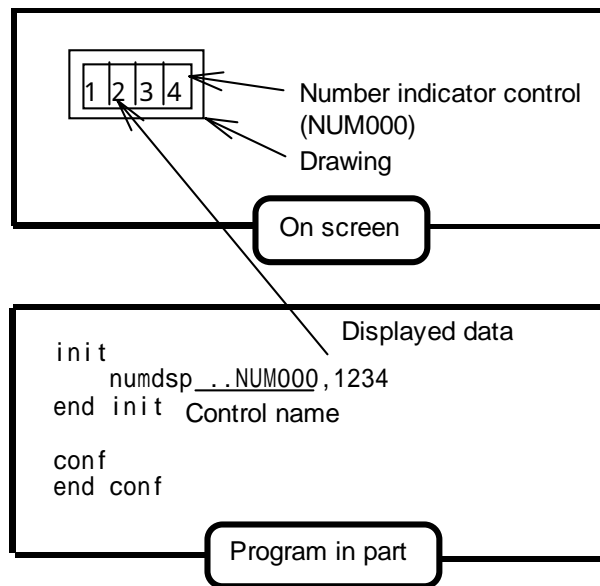 1 2 3 4
Number indicator control
(NUM000)
Drawing
On screen
Displayed data
init
numdsp ..NUM000,1234
end init
Control name
conf
end conf
Program in part